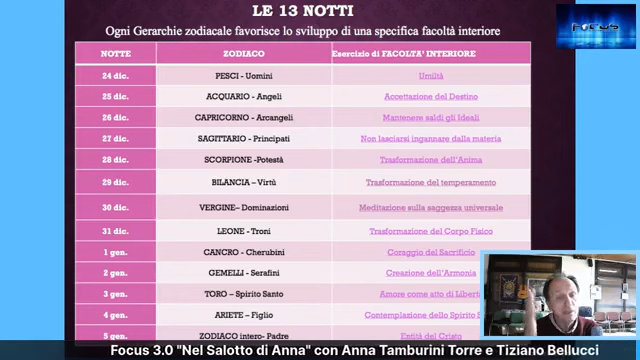 LE 13 NOTTI
Ogni Gerarchie zodiacale favorisce lo sviluppo di una specifica facoltà interiore
NOTTE ZODIACO Esercizio di FACOLTA' INTERIORE
24 dic. PESCI - Uomini Umiltà
25 dic. ACQUARIO - Angeli Accettazione del Destino
26 dic. CAPRICORNO - Arcangeli Mantenere saldi gli Ideali
27 dic. SAGITTARIO - Principati Non lasciarsi ingannare dalla materia
28 dic. SCORPIONE -Potestà Trasformazione dell'Anima
29 dic. BILANCIA – Virtù Trasformazione del temperamento
30 dic. VERGINE– Dominazioni Meditazione sulla saggezza universale
31 dic. LEONE - Troni Trasformazione del Corpo Fisico
1 gen. CANCRO - Cherubini Coraggio del Sacrificio
2 gen. GEMELLI - Serafini Creazione dell'Armonia
3 gen. TORO – Spirito Santo Amore come atto di Libert
4 gen. ARIETE – Figlio Contemplazione dello Spirito
5 gen. ZODIACO intero- Padre Entità del Cristo
FOCUS
Focus 3.0 "Nel Salotto di Anna" con Anna Tamburini Torre e Tiziano Bellucci